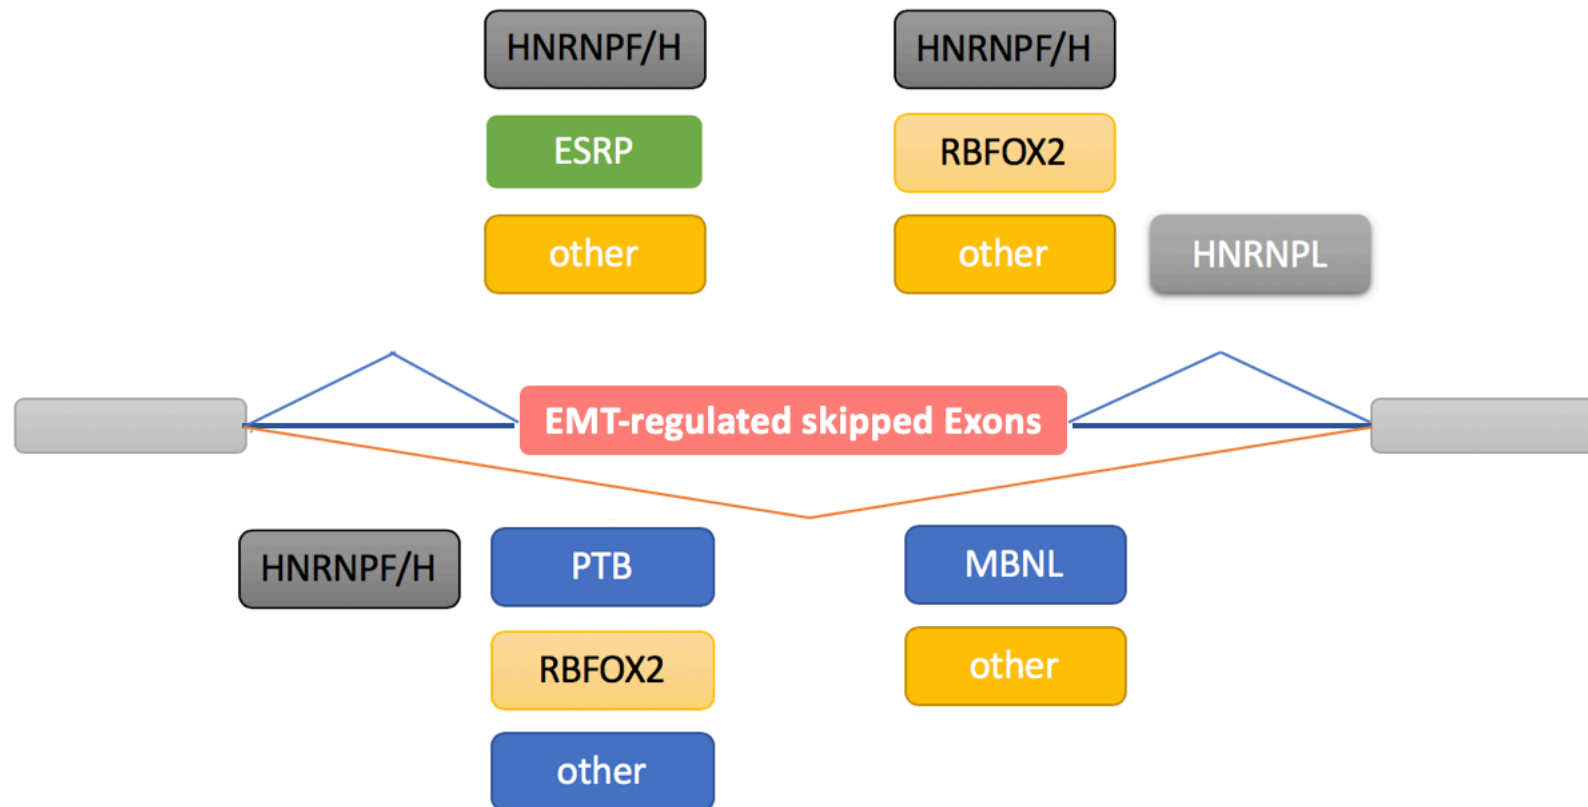 HNRNPF/H
HNRNPF/H
ESRP
RBFOX2
other
other
HNRNPL
EMT-regulated skipped Exons
HNRNPF/H
PTB
MBNL
RBFOX2
other
other